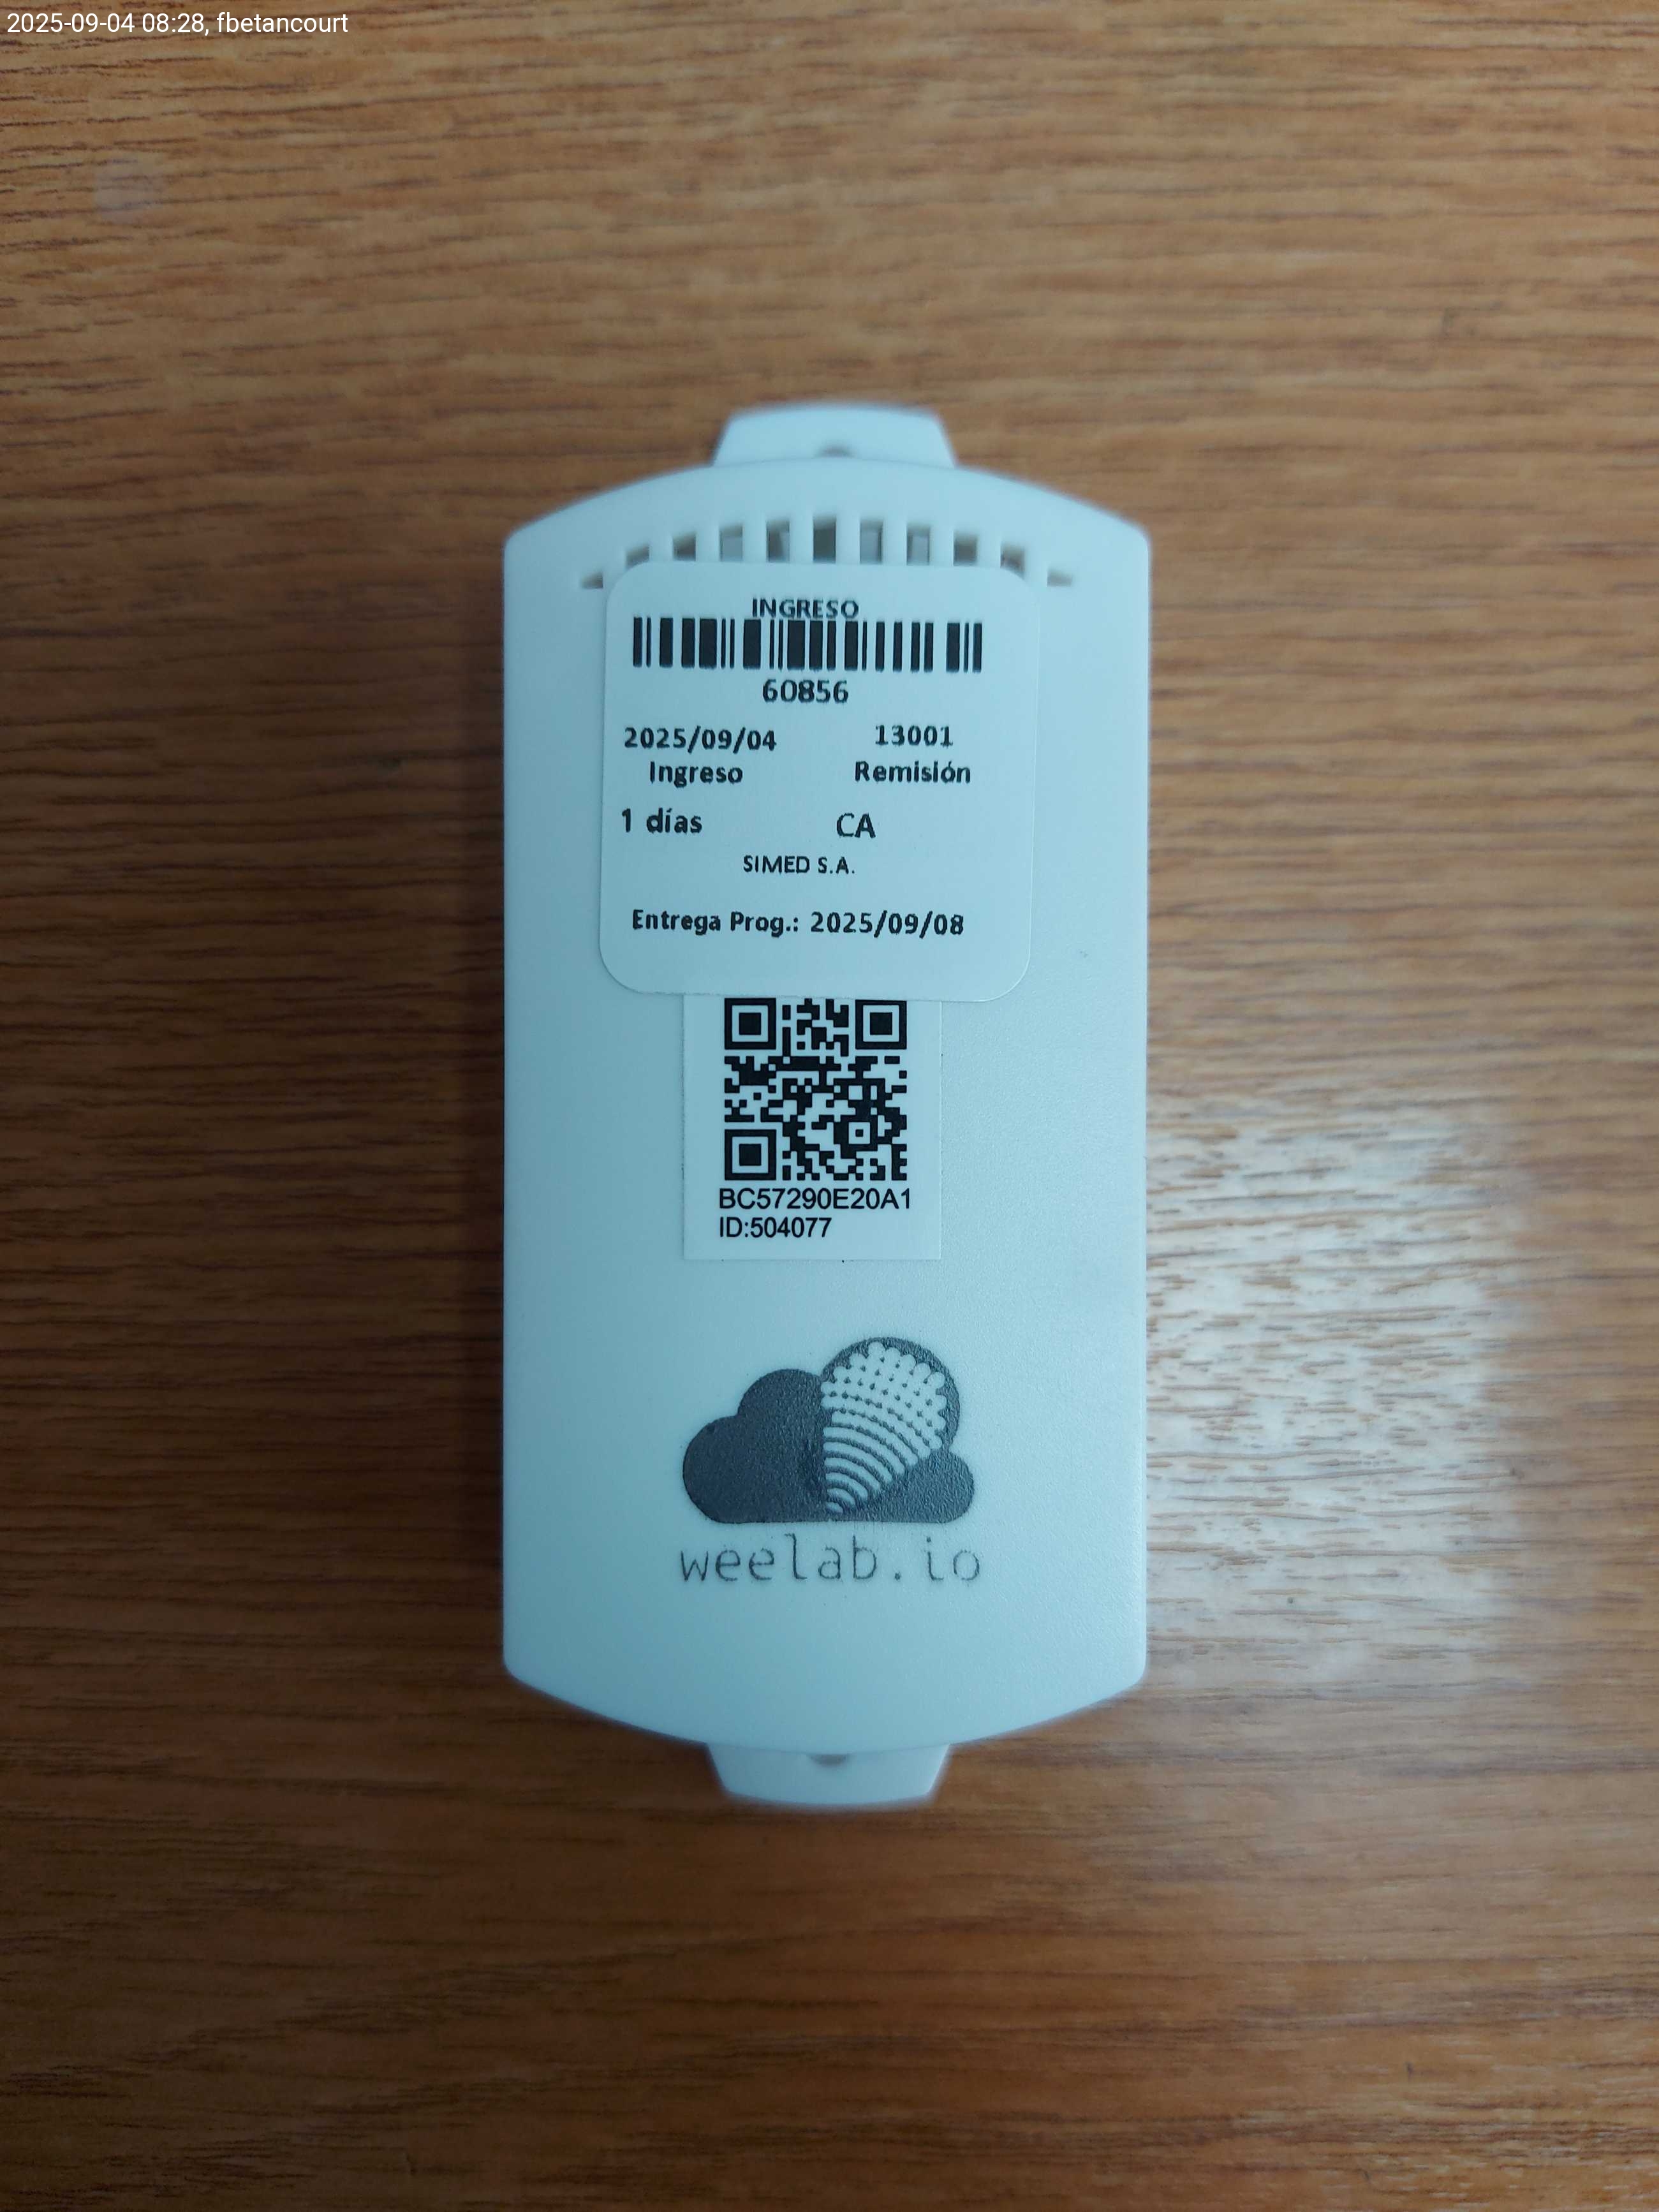 2025-09-04 08:28, fbetancourt
INGRESO
60856
2025/09/04 13001
Ingreso Remisión
1 días CA
SIMED S.A.
Entrega Prog.: 2025/09/08
BC57290E20A1
ID:504077
weelab.io